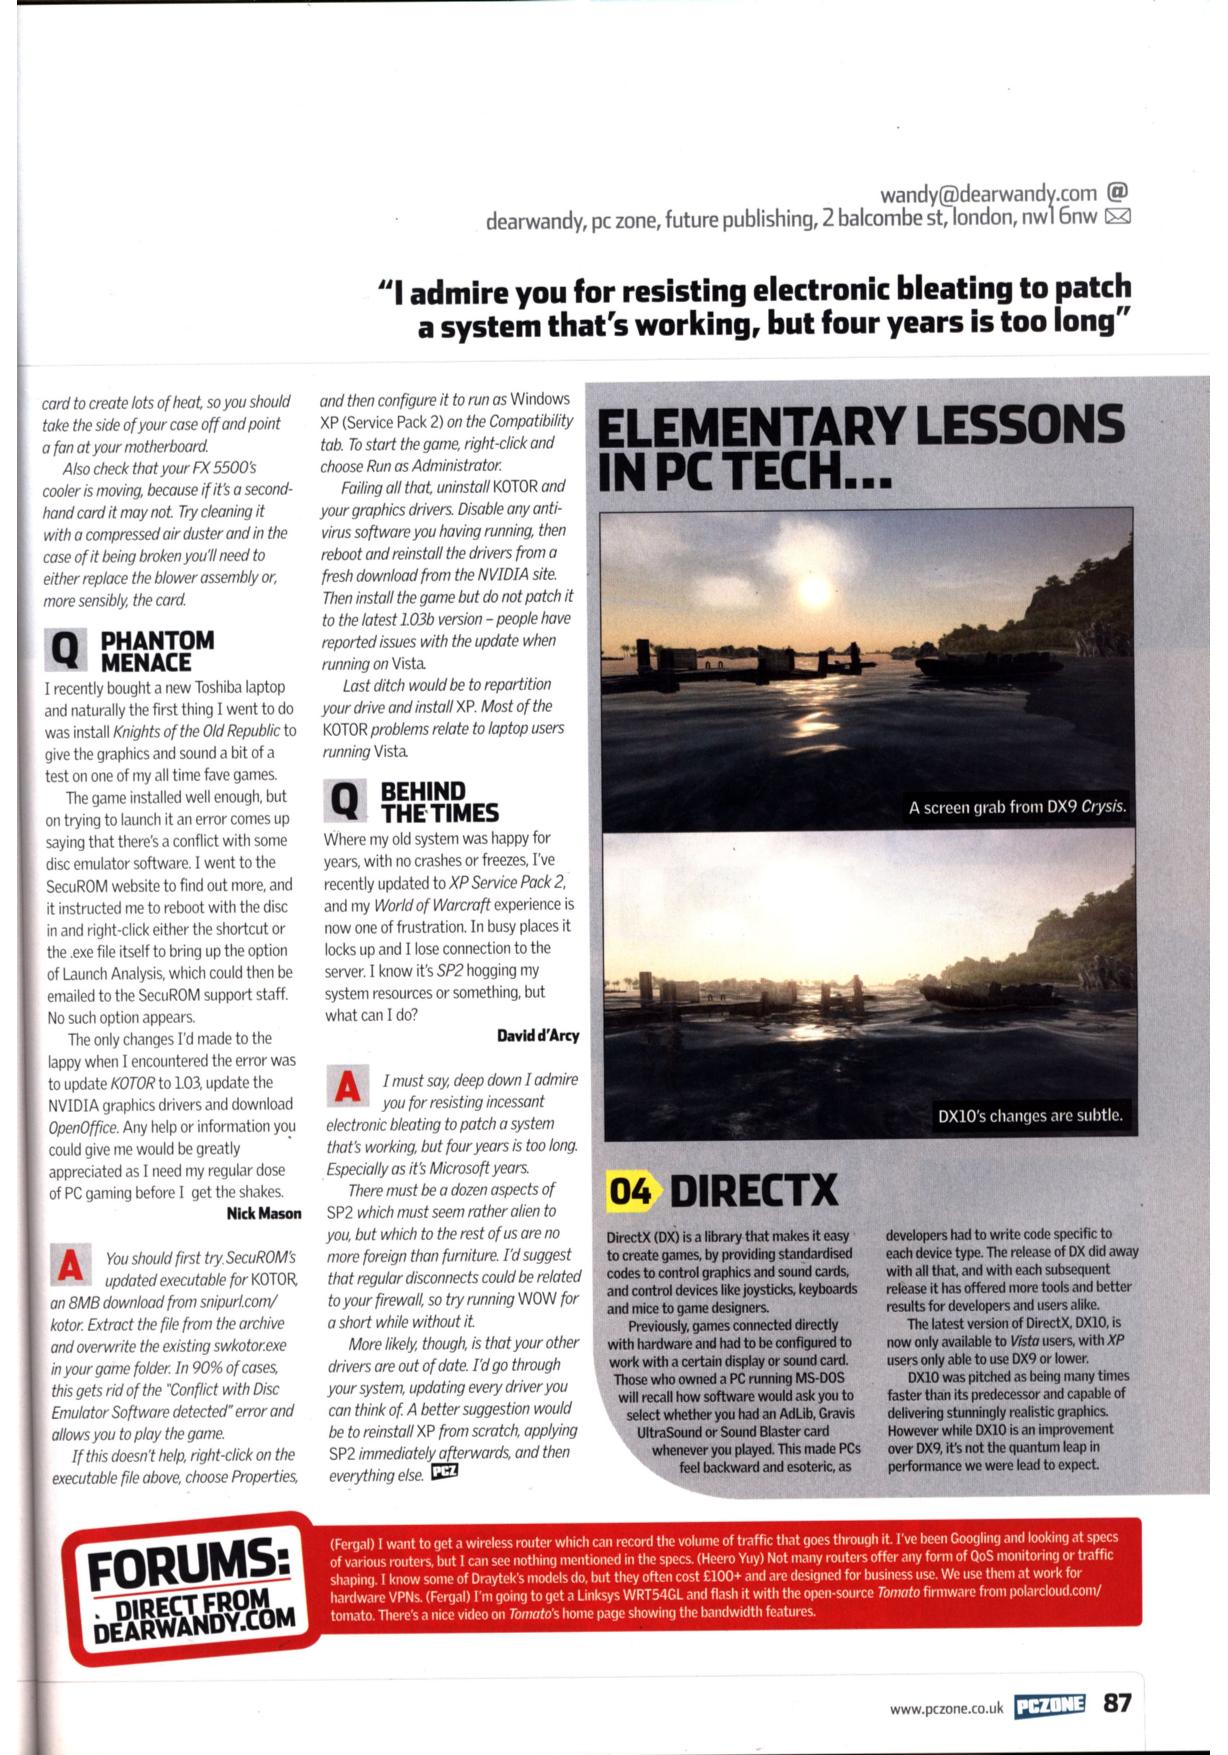 wandy@dearwandy.com @
dearwandy, pc zone, future publishing, 2 balcombe st, london, nw1 6nw
“I admire you for resisting electronic bleating to patch
a system that’s working, but four years is too long”
card to create lots of heat, so you should
take the side of your case off and point
a fan at your motherboard.
Also check that your FX 5500’s
cooler is moving, because if it’s a second-
hand card it may not. Try cleaning it
with a compressed air duster and in the
case of it being broken you’ll need to
either replace the blower assembly or,
more sensibly, the card.
Q PHANTOM
MENACE
I recently bought a new Toshiba laptop
and naturally the first thing I went to do
was install Knights of the Old Republic to
give the graphics and sound a bit of a
test on one of my all time fave games.
The game installed well enough, but
on trying to launch it an error comes up
saying that there’s a conflict with some
disc emulator software. I went to the
SecuROM website to find out more, and
it instructed me to reboot with the disc
in and right-click either the shortcut or
the .exe file itself to bring up the option
of Launch Analysis, which could then be
emailed to the SecuROM support staff.
No such option appears.
The only changes I’d made to the
lappy when I encountered the error was
to update KOTOR to 1.03, update the
NVIDIA graphics drivers and download
OpenOffice. Any help or information you
could give me would be greatly
appreciated as I need my regular dose
of PC gaming before I get the shakes.
Nick Mason
A You should first try SecuROM’s
updated executable for KOTOR,
an 8MB download from snipurl.com/
kotor. Extract the file from the archive
and overwrite the existing swkotor.exe
in your game folder. In 90% of cases,
this gets rid of the “Conflict with Disc
Emulator Software detected” error and
allows you to play the game.
If this doesn’t help, right-click on the
executable file above, choose Properties,
and then configure it to run as Windows
XP (Service Pack 2) on the Compatibility
tab. To start the game, right-click and
choose Run as Administrator.
Failing all that, uninstall KOTOR and
your graphics drivers. Disable any anti-
virus software you having running, then
reboot and reinstall the drivers from a
fresh download from the NVIDIA site.
Then install the game but do not patch it
to the latest 1.03b version – people have
reported issues with the update when
running on Vista.
Last ditch would be to repartition
your drive and install XP. Most of the
KOTOR problems relate to laptop users
running Vista.
Q BEHIND
THE TIMES
Where my old system was happy for
years, with no crashes or freezes, I’ve
recently updated to XP Service Pack 2,
and my World of Warcraft experience is
now one of frustration. In busy places it
locks up and I lose connection to the
server. I know it’s SP2 hogging my
system resources or something, but
what can I do?
David d’Arcy
A I must say, deep down I admire
you for resisting incessant
electronic bleating to patch a system
that’s working, but four years is too long.
Especially as it’s Microsoft years.
There must be a dozen aspects of
SP2 which must seem rather alien to
you, but which to the rest of us are no
more foreign than furniture. I’d suggest
that regular disconnects could be related
to your firewall, so try running WOW for
a short while without it.
More likely, though, is that your other
drivers are out of date. I’d go through
your system, updating every driver you
can think of. A better suggestion would
be to reinstall XP from scratch, applying
SP2 immediately afterwards, and then
everything else. PCZ
ELEMENTARY LESSONS
IN PC TECH...
A screen grab from DX9 Crysis.
DX10’s changes are subtle.
04 DIRECTX
DirectX (DX) is a library that makes it easy
to create games, by providing standardised
codes to control graphics and sound cards,
and control devices like joysticks, keyboards
and mice to game designers.
Previously, games connected directly
with hardware and had to be configured to
work with a certain display or sound card.
Those who owned a PC running MS-DOS
will recall how software would ask you to
select whether you had an AdLib, Gravis
UltraSound or Sound Blaster card
whenever you played. This made PCs
feel backward and esoteric, as
developers had to write code specific to
each device type. The release of DX did away
with all that, and with each subsequent
release it has offered more tools and better
results for developers and users alike.
The latest version of DirectX, DX10, is
now only available to Vista users, with XP
users only able to use DX9 or lower.
DX10 was pitched as being many times
faster than its predecessor and capable of
delivering stunningly realistic graphics.
However while DX10 is an improvement
over DX9, it’s not the quantum leap in
performance we were lead to expect.
FORUMS:
DIRECT FROM
DEARWANDY.COM
(Fergal) I want to get a wireless router which can record the volume of traffic that goes through it. I’ve been Googling and looking at specs
of various routers, but I can see nothing mentioned in the specs. (Heero Yuy) Not many routers offer any form of QoS monitoring or traffic
shaping. I know some of Draytek’s models do, but they often cost £100+ and are designed for business use. We use them at work for
hardware VPNs. (Fergal) I’m going to get a Linksys WRT54GL and flash it with the open-source Tomato firmware from polarcloud.com/
tomato. There’s a nice video on Tomato’s home page showing the bandwidth features.
www.pczone.co.uk PCZONE 87